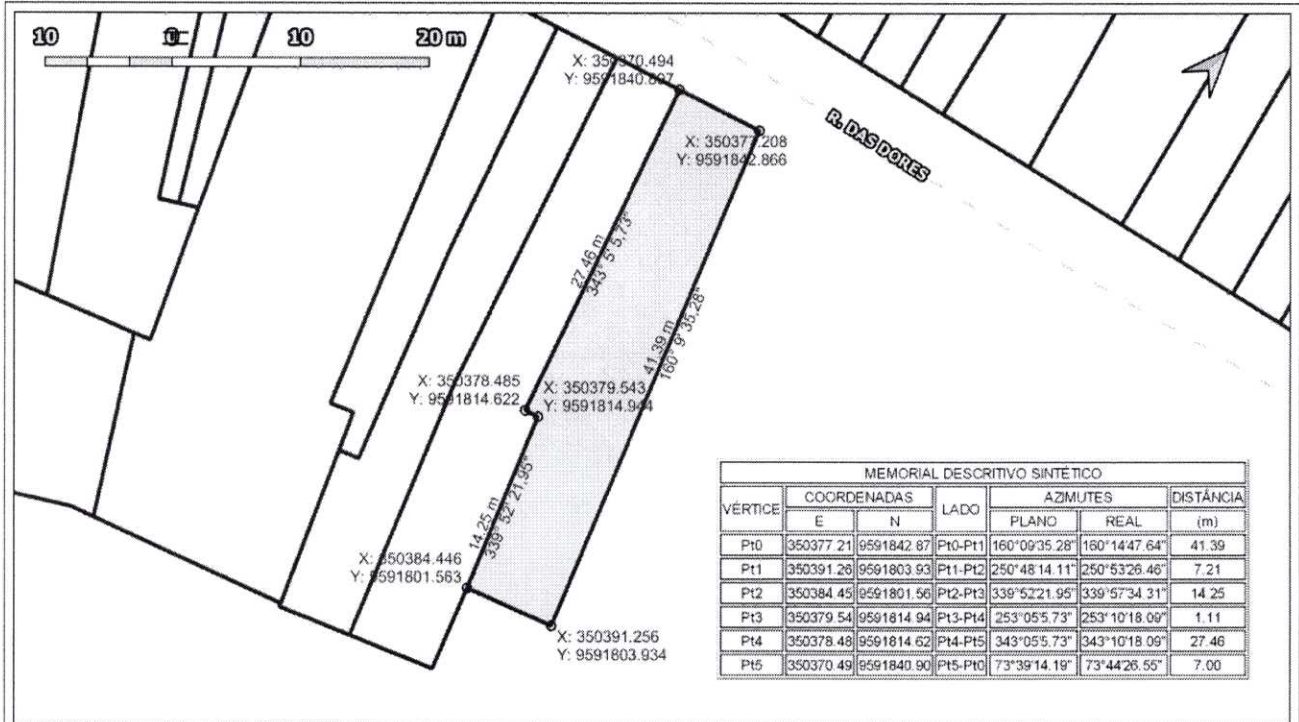 10 0 10 20 m
X: 350370.494
Y: 9591840.897
X: 350377.208
Y: 9591842.866
R. DAS DORES
27.46 m
343° 5' 5,73"
41.39 m
160° 9' 35,28"
X: 350378.485
Y: 9591814.622
X: 350379.543
Y: 9591814.944
14.25 m
339° 52' 21,95"
X: 350384.446
Y: 9591801.563
X: 350391.256
Y: 9591803.934
MEMORIAL DESCRITIVO SINTÉTICO
VÉRTICE COORDENADAS LADO AZIMUTES DISTÂNCIA
E N PLANO REAL (m)
Pt0 350377.21 9591842.87 Pt0-Pt1 160°09'35.28" 160°14'47.64" 41.39
Pt1 350391.26 9591803.93 Pt1-Pt2 250°48'14.11" 250°53'26.46" 7.21
Pt2 350384.45 9591801.56 Pt2-Pt3 339°52'21.95" 339°57'34.31" 14.25
Pt3 350379.54 9591814.94 Pt3-Pt4 253°05'5.73" 253°10'18.09" 1.11
Pt4 350378.48 9591814.62 Pt4-Pt5 343°05'5.73" 343°10'18.09" 27.46
Pt5 350370.49 9591840.90 Pt5-Pt0 73°39'14.19" 73°44'26.55" 7.00